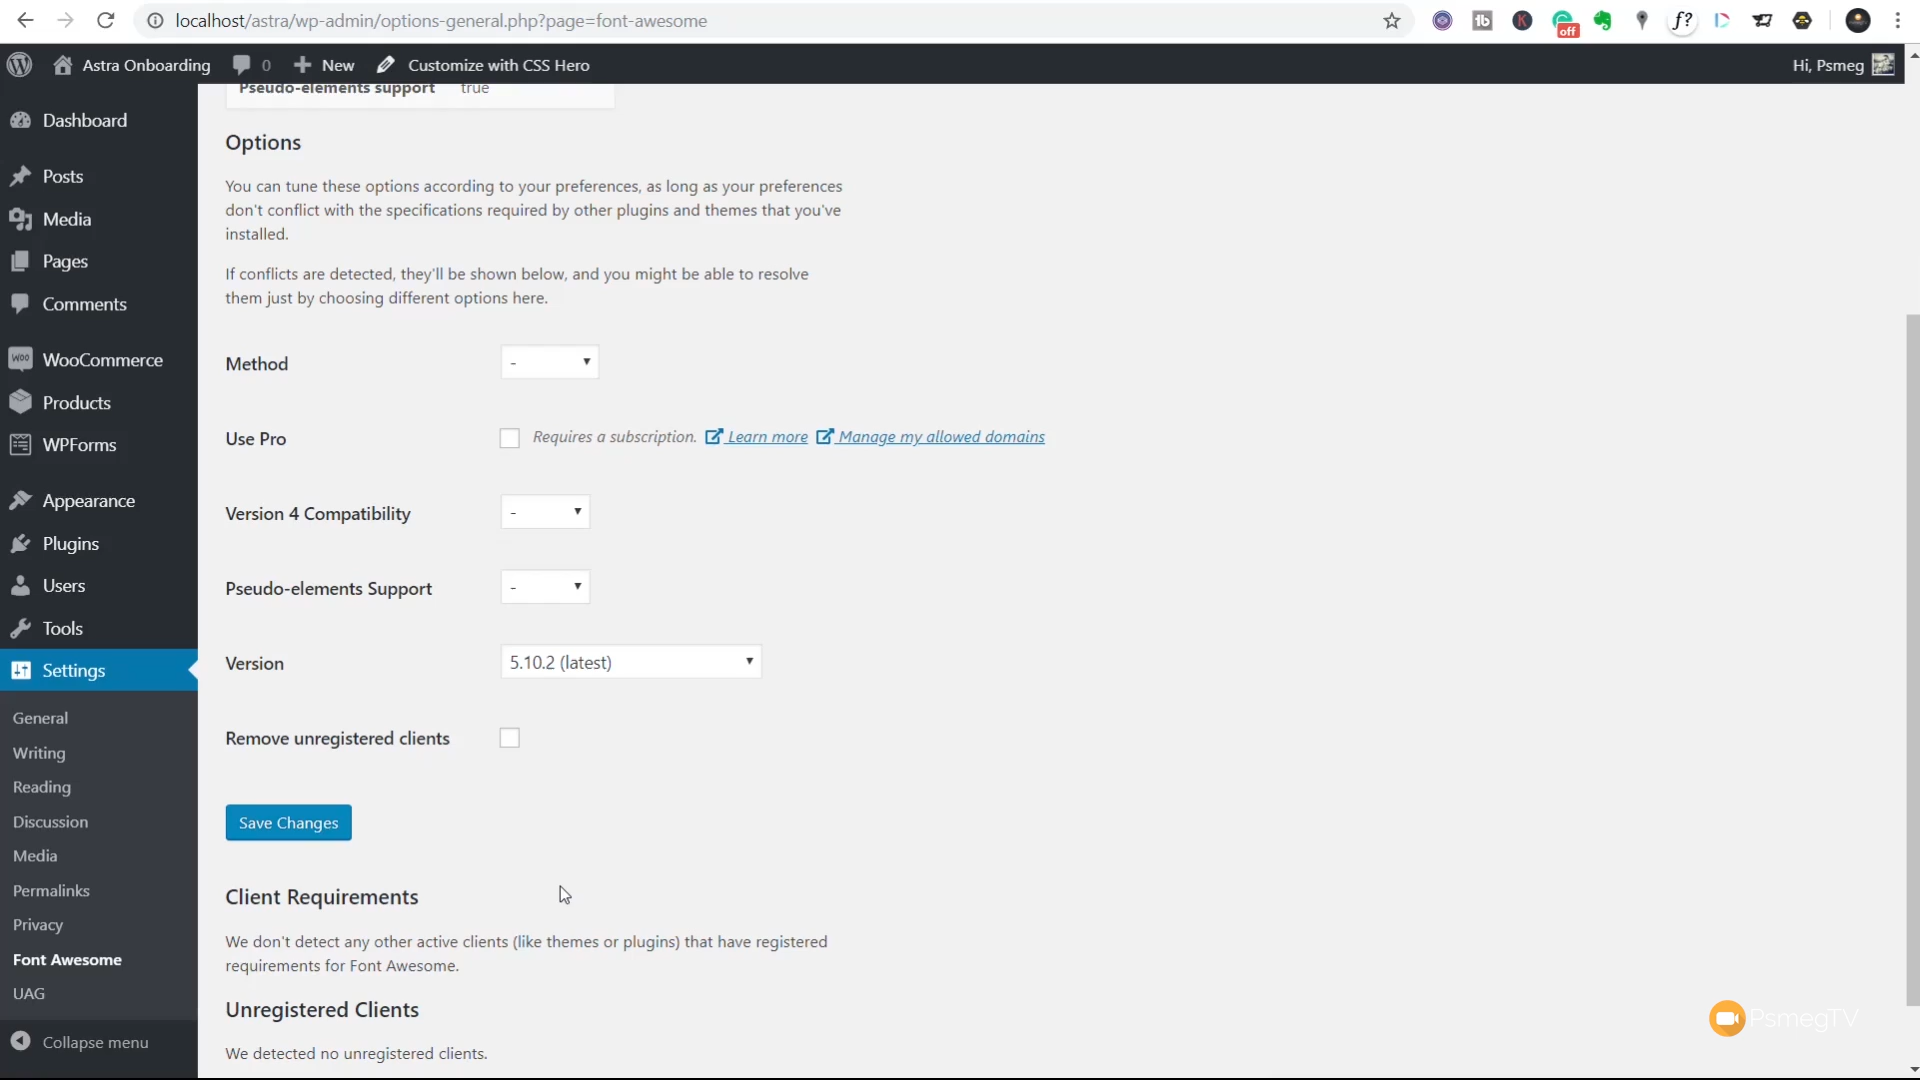 localhost/astra/wp-admin/options-general.php?page=font-awesome
off
Astra Onboarding
0
New
Customize with CSS Hero
Hi, Psmeg
Dashboard
Posts
Media
Pages
Comments
WooCommerce
Products
WPForms
Appearance
Plugins
Users
Tools
Settings
General
Writing
Reading
Discussion
Media
Permalinks
Privacy
Font Awesome
UAG
Collapse menu
Pseudo-elements support true
Options
You can tune these options according to your preferences, as long as your preferences
don't conflict with the specifications required by other plugins and themes that you've
installed.
If conflicts are detected, they'll be shown below, and you might be able to resolve
them just by choosing different options here.
Method -
Use Pro Requires a subscription. Learn more Manage my allowed domains
Version 4 Compatibility -
Pseudo-elements Support -
Version 5.10.2 (latest)
Remove unregistered clients
Save Changes
Client Requirements
We don't detect any other active clients (like themes or plugins) that have registered
requirements for Font Awesome.
Unregistered Clients
We detected no unregistered clients.
PsmegTV